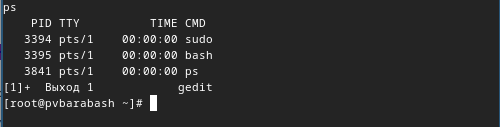 ps
    PID TTY          TIME CMD
   3394 pts/1    00:00:00 sudo
   3395 pts/1    00:00:00 bash
   3841 pts/1    00:00:00 ps
[1]+  Выход 1            gedit
[root@pvbarabash ~]#